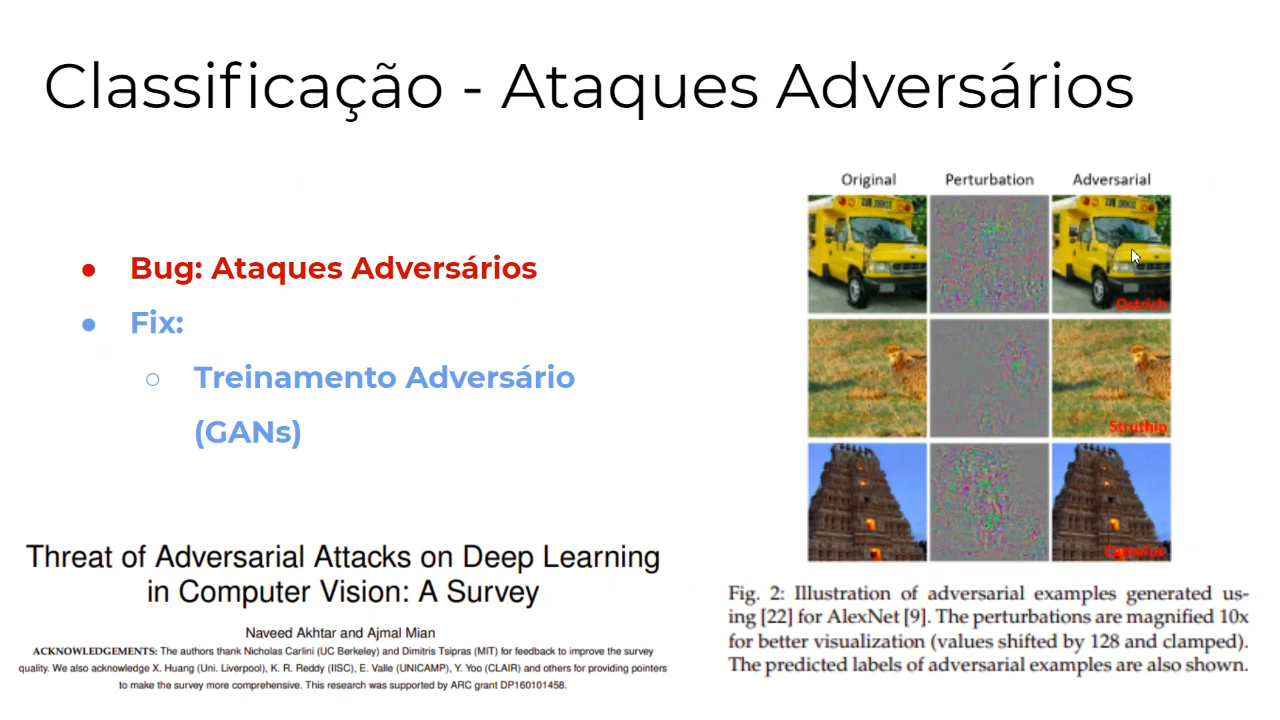 Classificação - Ataques Adversários
● Bug: Ataques Adversários
● Fix:
○ Treinamento Adversário
(GANs)
Threat of Adversarial Attacks on Deep Learning
in Computer Vision: A Survey
Naveed Akhtar and Ajmal Mian
ACKNOWLEDGEMENTS: The authors thank Nicholas Carlini (UC Berkeley) and Dimitris Tsipras (MIT) for feedback to improve the survey
quality. We also acknowledge X. Huang (Uni. Liverpool), K. R. Reddy (IISC), E. Valle (UNICAMP), Y. Yoo (CLAIR) and others for providing pointers
to make the survey more comprehensive. This research was supported by ARC grant DP160101458.
Original Perturbation Adversarial
Ostrich
Struthio
Camelus
Fig. 2: Illustration of adversarial examples generated us-
ing [22] for AlexNet [9]. The perturbations are magnified 10x
for better visualization (values shifted by 128 and clamped).
The predicted labels of adversarial examples are also shown.